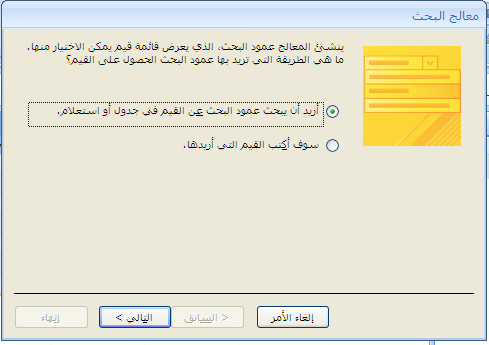 معالج البحث
ينشئ المعالج عمود البحث، الذي يعرض قائمة قيم يمكن الاختيار منها.
ما هي الطريقة التي تريد بها عمود البحث الحصول على القيم؟
أريد أن يبحث عمود البحث عن القيم في جدول أو استعلام.
سوف أكتب القيم التي أريدها.
إلغاء الأمر
< السابق
التالي >
إنهاء